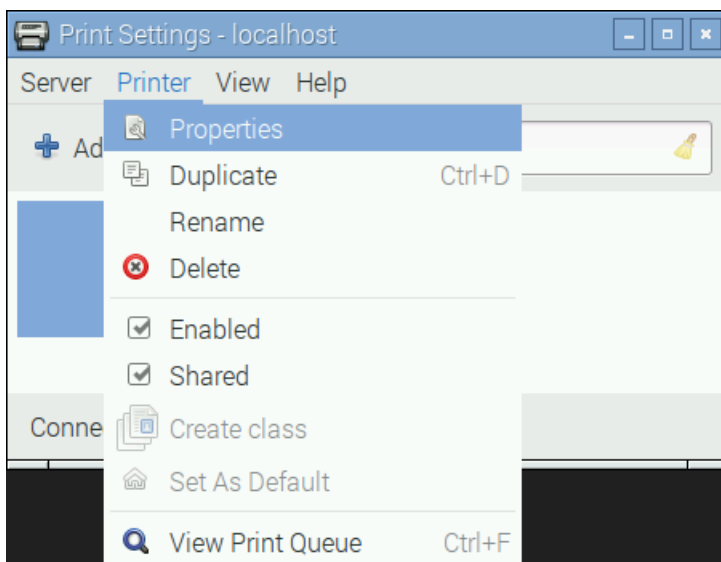 Print Settings - localhost
Server Printer View Help
Properties
Duplicate Ctrl+D
Rename
Delete
Enabled
Shared
Create class
Set As Default
View Print Queue Ctrl+F